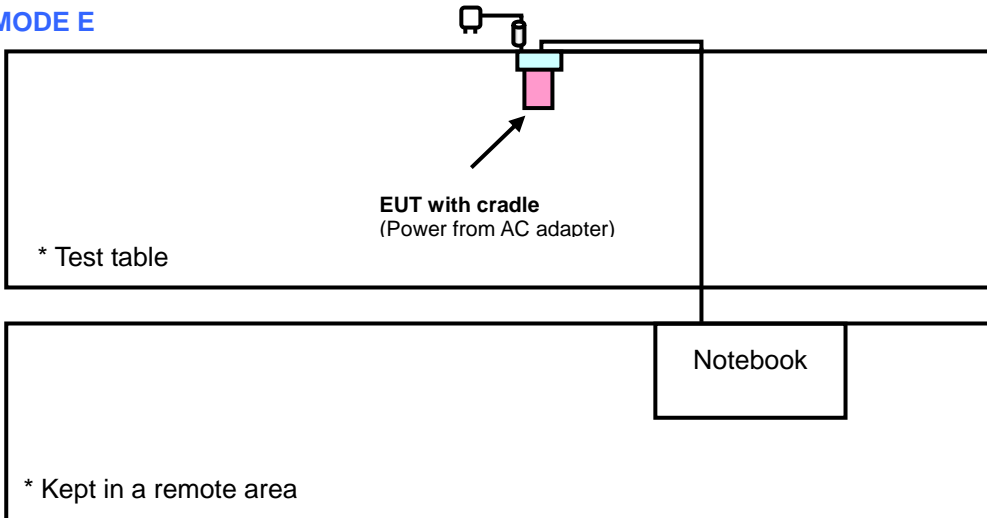 MODE E
EUT with cradle
(Power from AC adapter)
* Test table
Notebook
* Kept in a remote area